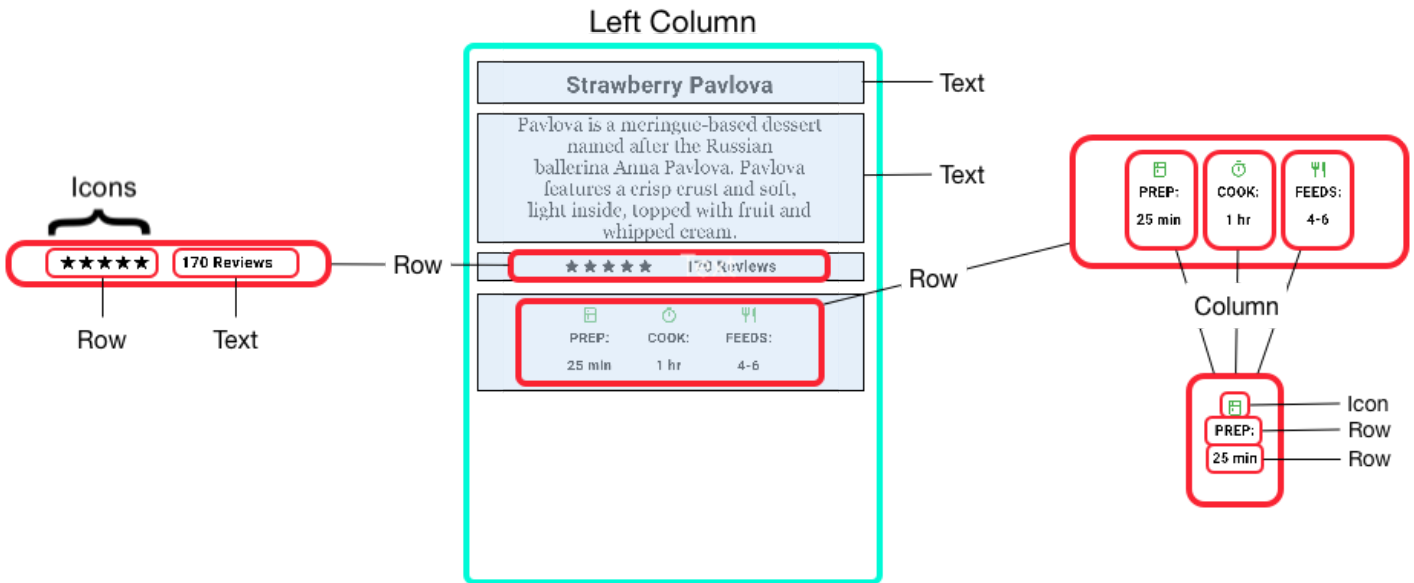 Left Column
Strawberry Pavlova
Text
Pavlova is a meringue-based dessert
named after the Russian
ballerina Anna Pavlova. Pavlova
features a crisp crust and soft,
light inside, topped with fruit and
whipped cream.
Text
Icons
★★★★★ 170 Reviews
Row
Text
Row
★★★★★ 170 Reviews
PREP: COOK: FEEDS:
25 min 1 hr 4-6
Row
PREP: COOK: FEEDS:
25 min 1 hr 4-6
Column
Icon
PREP: Row
25 min Row